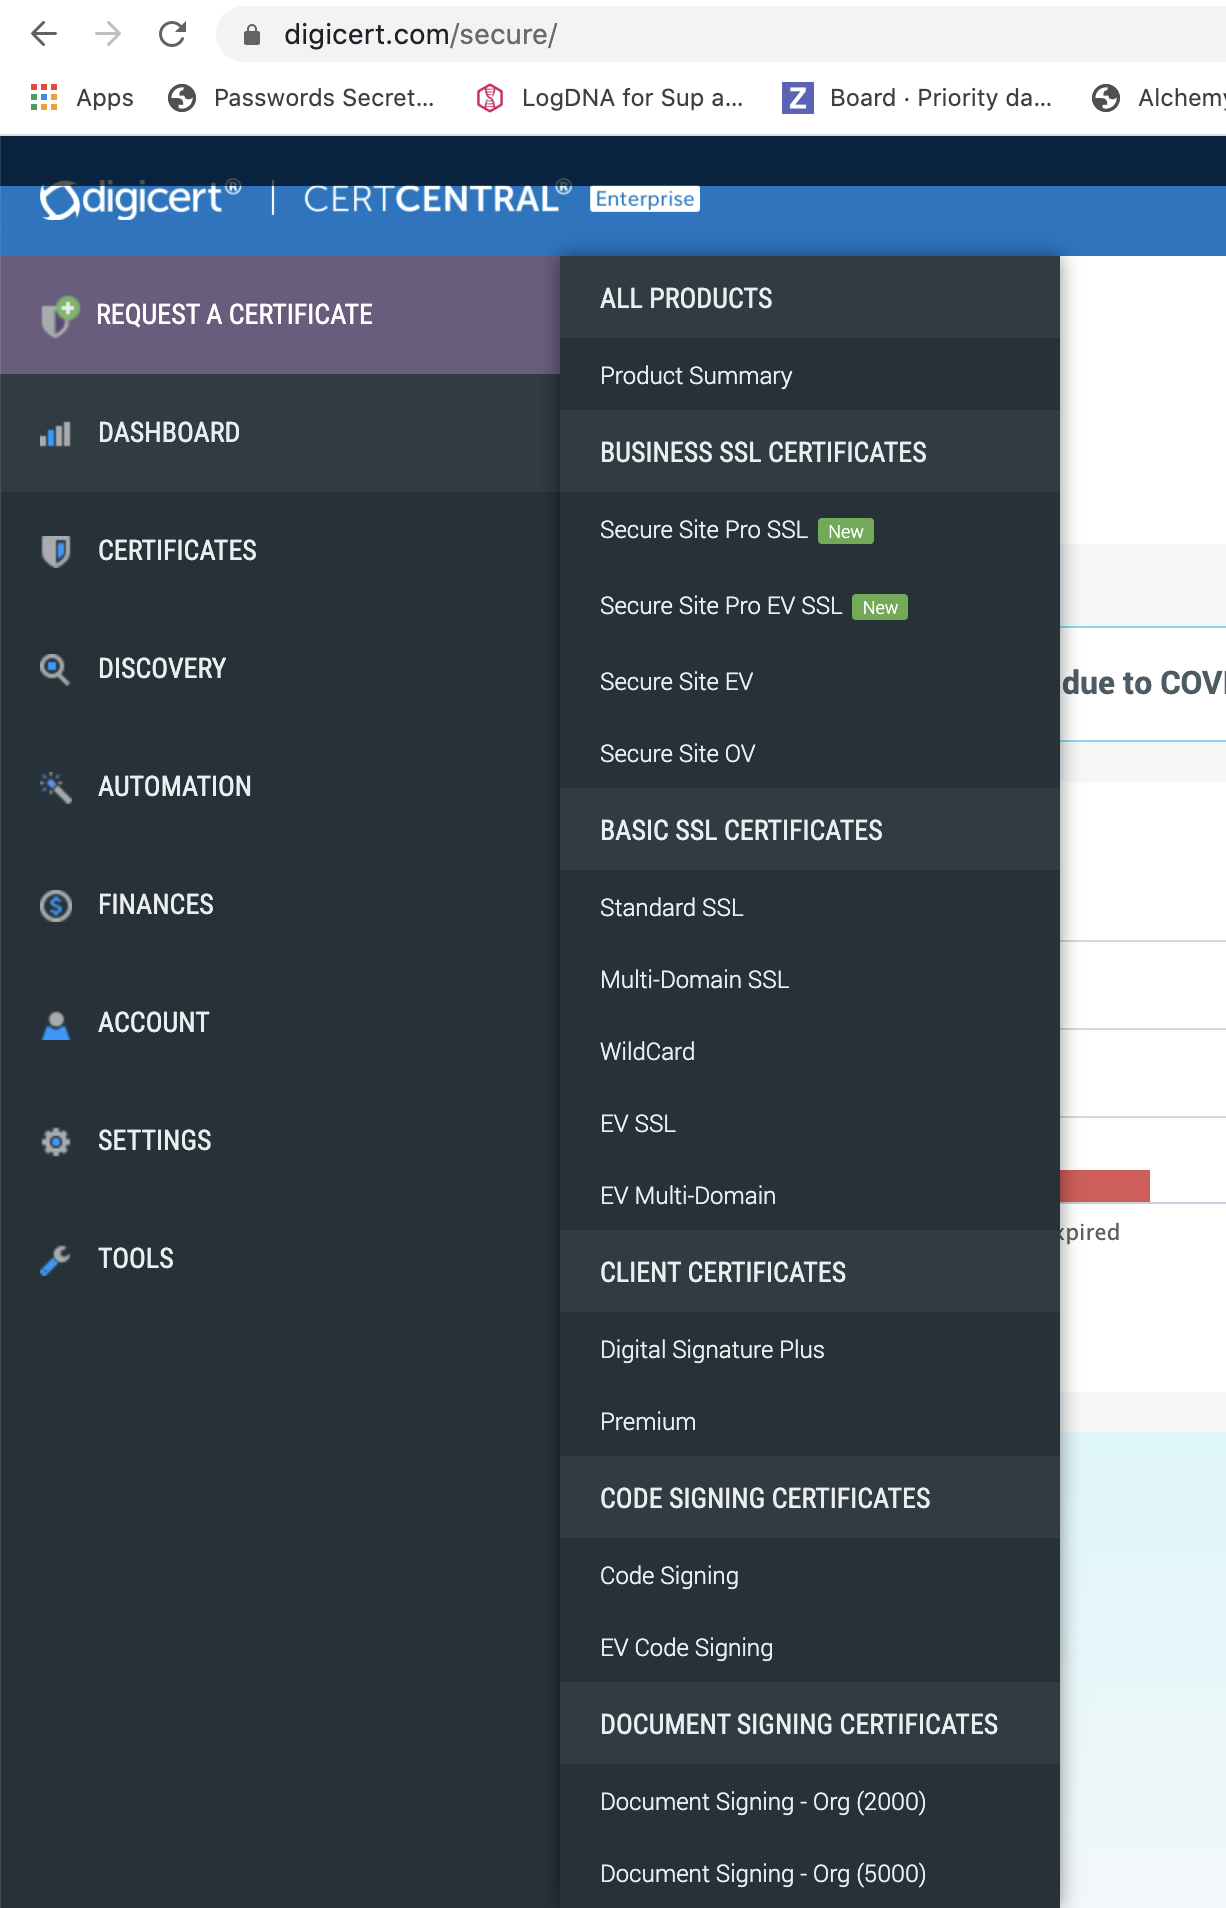 digicert.com/secure/
Apps Passwords Secret... LogDNA for Sup a... Board · Priority da... Alchemy
digicert® | CERTCENTRAL® Enterprise
REQUEST A CERTIFICATE
DASHBOARD
CERTIFICATES
DISCOVERY
AUTOMATION
FINANCES
ACCOUNT
SETTINGS
TOOLS
ALL PRODUCTS
Product Summary
BUSINESS SSL CERTIFICATES
Secure Site Pro SSL New
Secure Site Pro EV SSL New
Secure Site EV
Secure Site OV
BASIC SSL CERTIFICATES
Standard SSL
Multi-Domain SSL
WildCard
EV SSL
EV Multi-Domain
CLIENT CERTIFICATES
Digital Signature Plus
Premium
CODE SIGNING CERTIFICATES
Code Signing
EV Code Signing
DOCUMENT SIGNING CERTIFICATES
Document Signing - Org (2000)
Document Signing - Org (5000)
due to COVI
xpired